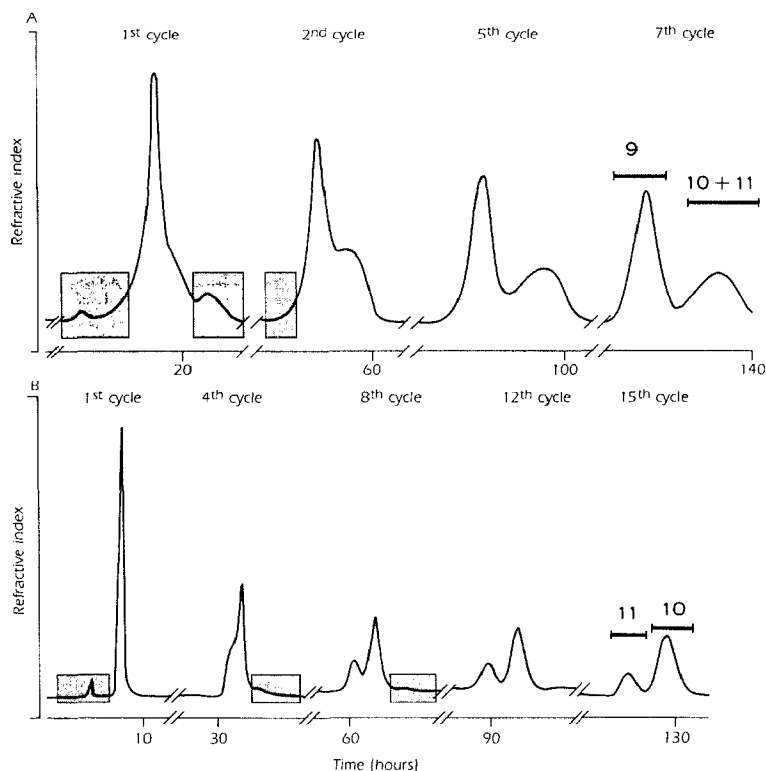 A
1st cycle 2nd cycle 5th cycle 7th cycle
Refractive index
9
10 + 11
20 60 100 140
B
1st cycle 4th cycle 8th cycle 12th cycle 15th cycle
Refractive index
11 10
10 30 60 90 130
Time (hours)